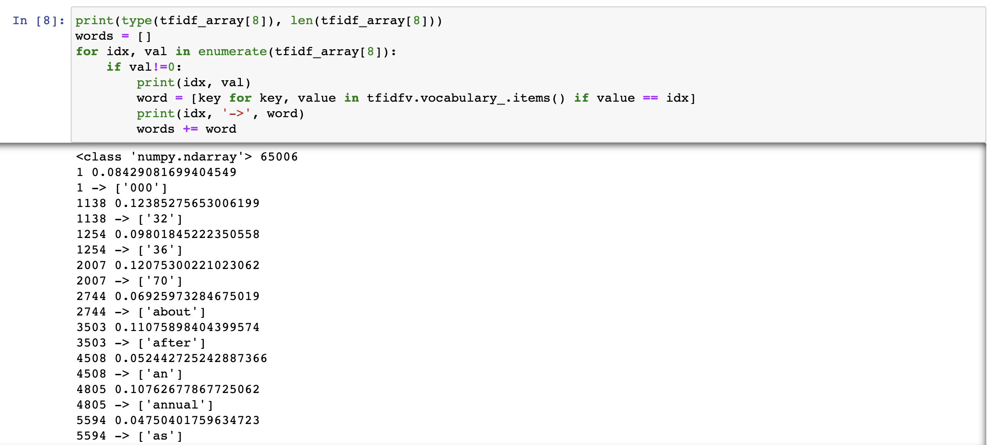 In [8]: print(type(tfidf_array[8]), len(tfidf_array[8]))
words = []
for idx, val in enumerate(tfidf_array[8]):
    if val!=0:
        print(idx, val)
        word = [key for key, value in tfidfv.vocabulary_.items() if value == idx]
        print(idx, '->', word)
        words += word
<class 'numpy.ndarray'> 65006
1 0.08429081699404549
1 -> ['000']
1138 0.12385275653006199
1138 -> ['32']
1254 0.09801845222350558
1254 -> ['36']
2007 0.12075300221023062
2007 -> ['70']
2744 0.06925973284675019
2744 -> ['about']
3503 0.11075898404399574
3503 -> ['after']
4508 0.052442725242887366
4508 -> ['an']
4805 0.10762677867725062
4805 -> ['annual']
5594 0.04750401759634723
5594 -> ['as']